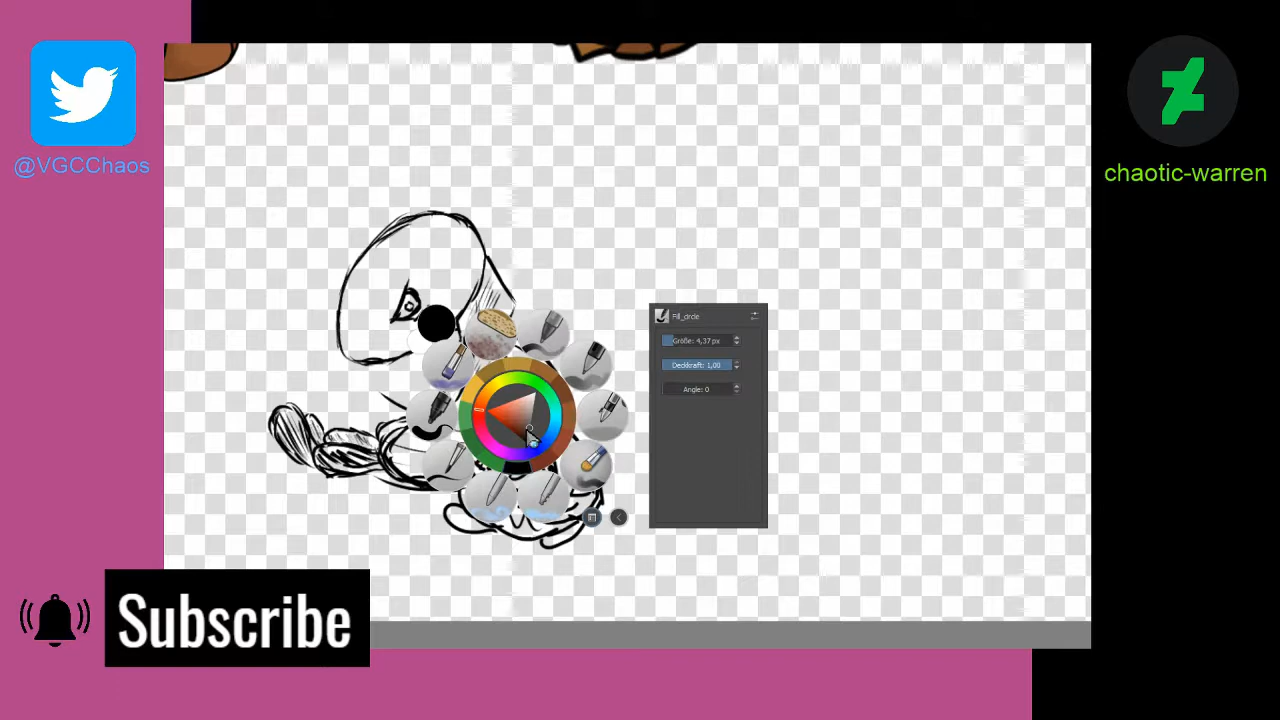 @VGCChaos
chaotic-warren
Fill_circle
Größe: 4,37 px
Deckkraft: 1,00
Angle: 0
Subscribe